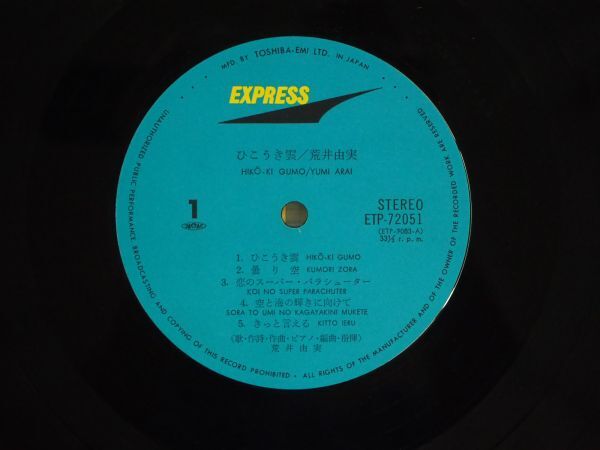 MFD. BY TOSHIBA-EMI LTD. IN JAPAN
EXPRESS
ひこうき雲/荒井由実
HIKŌ-KI GUMO/YUMI ARAI
1
STEREO
ETP-72051
(ETP-9083-A)
33⅓ r. p. m.
1. ひこうき雲 HIKŌ-KI GUMO
2. 曇り空 KUMORI ZORA
3. 恋のスーパー・パラシューター
KOI NO SUPER PARACHUTER
4. 空と海の輝きに向けて
SORA TO UMI NO KAGAYAKINI MUKETE
5. きっと言える KITTO IERU
(歌・作詩・作曲・ピアノ・編曲・指揮)
荒井由実
UNAUTHORIZED PUBLIC PERFORMANCE, BROADCASTING AND COPYING OF THIS RECORD PROHIBITED · ALL RIGHTS OF THE MANUFACTURER AND OF THE OWNER OF THE RECORDED WORK ARE RESERVED